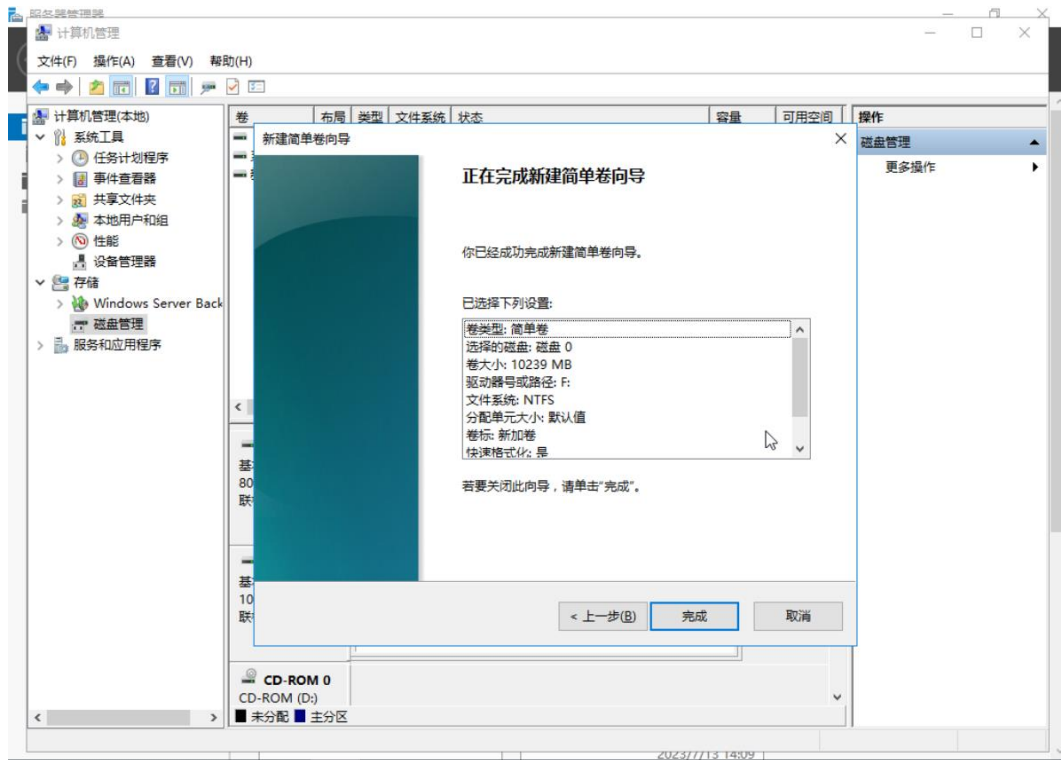 服务器管理器
计算机管理
文件(F) 操作(A) 查看(V) 帮助(H)
计算机管理(本地)
系统工具
任务计划程序
事件查看器
共享文件夹
本地用户和组
性能
设备管理器
存储
Windows Server Back
磁盘管理
服务和应用程序
卷 布局 类型 文件系统 状态 容量 可用空间
新建简单卷向导
正在完成新建简单卷向导
你已经成功完成新建简单卷向导。
已选择下列设置:
卷类型: 简单卷
选择的磁盘: 磁盘 0
卷大小: 10239 MB
驱动器号或路径: F:
文件系统: NTFS
分配单元大小: 默认值
卷标: 新加卷
快速格式化: 是
若要关闭此向导，请单击"完成"。
< 上一步(B) 完成 取消
基
80
联
基
10
联
CD-ROM 0
CD-ROM (D:)
未分配 主分区
操作
磁盘管理
更多操作
2023/7/13 14:09